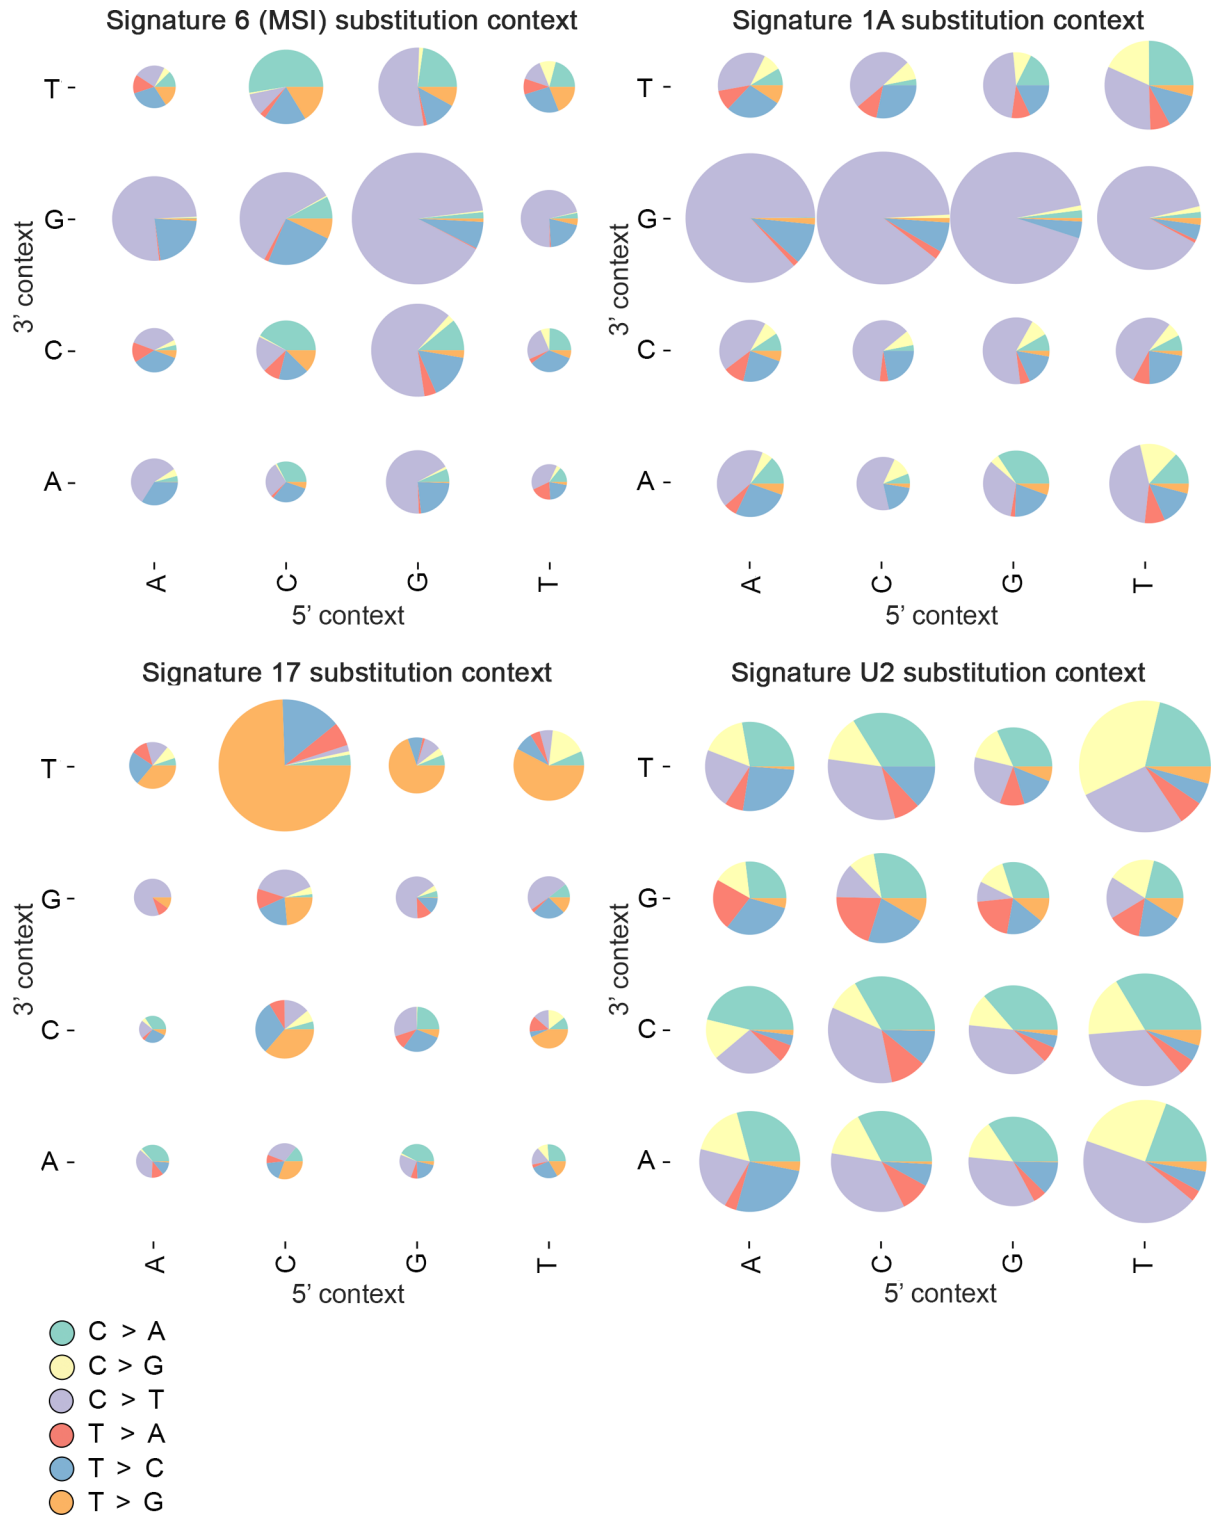 Signature 6 (MSI) substitution context
Signature 1A substitution context
T
G
C
A
3’ context
A
C
G
T
5’ context
T
G
C
A
3’ context
A
C
G
T
5’ context
Signature 17 substitution context
Signature U2 substitution context
T
G
C
A
3’ context
A
C
G
T
5’ context
T
G
C
A
3’ context
A
C
G
T
5’ context
C > A
C > G
C > T
T > A
T > C
T > G